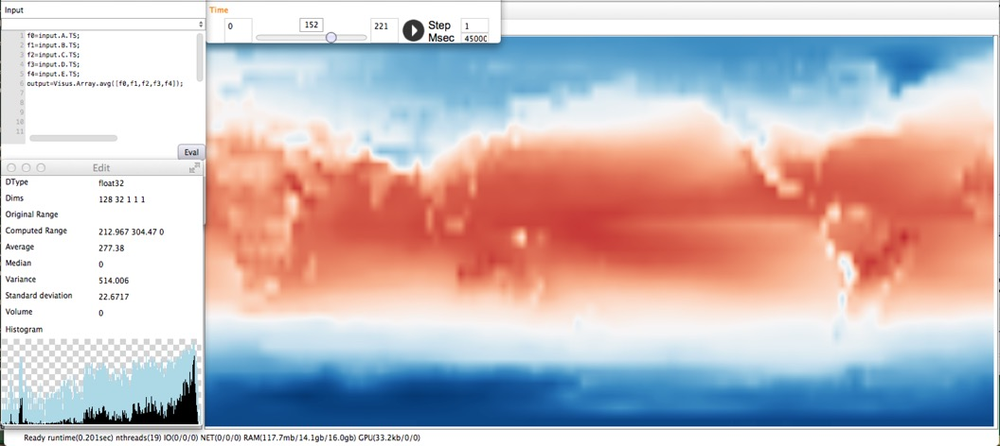 Input
Time
0
152
221
Step
1
Msec
45000
1 f0=input.A.TS;
2 f1=input.B.TS;
3 f2=input.C.TS;
4 f3=input.D.TS;
5 f4=input.E.TS;
6 output=Visus.Array.avg([f0,f1,f2,f3,f4]);
7
8
9
10
11
Eval
Edit
DType float32
Dims 128 32 1 1 1
Original Range
Computed Range 212.967 304.47 0
Average 277.38
Median 0
Variance 514.006
Standard deviation 22.6717
Volume 0
Histogram
Ready runtime(0.201sec) nthreads(19) IO(0/0/0) NET(0/0/0) RAM(117.7mb/14.1gb/16.0gb) GPU(33.2kb/0/0)